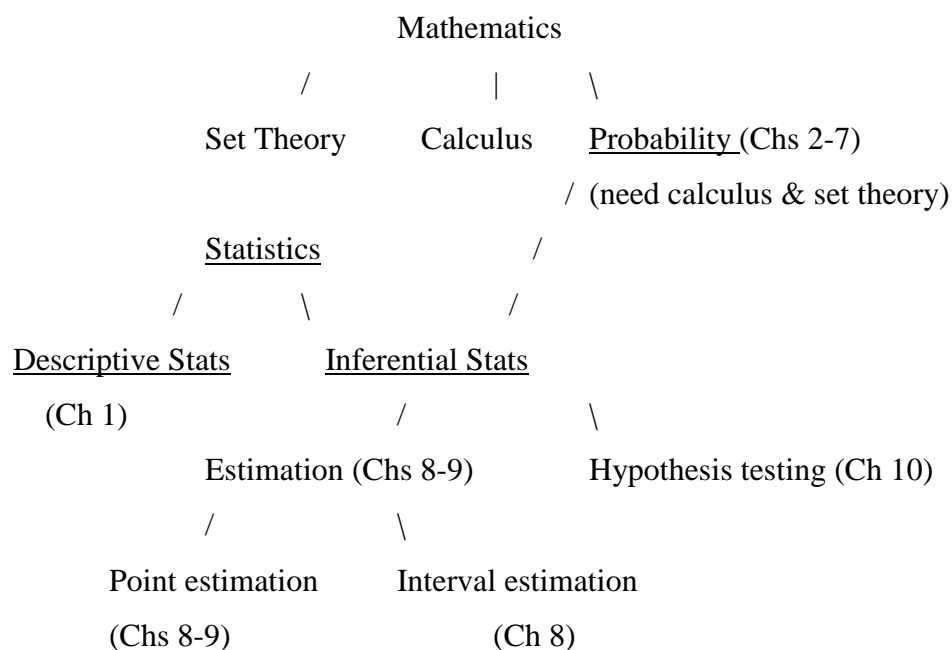 Mathematics
/ | \
Set Theory Calculus Probability (Chs 2-7)
/ (need calculus & set theory)
Statistics /
/ \ /
Descriptive Stats Inferential Stats
(Ch 1) / \
Estimation (Chs 8-9) Hypothesis testing (Ch 10)
/ \
Point estimation Interval estimation
(Chs 8-9) (Ch 8)